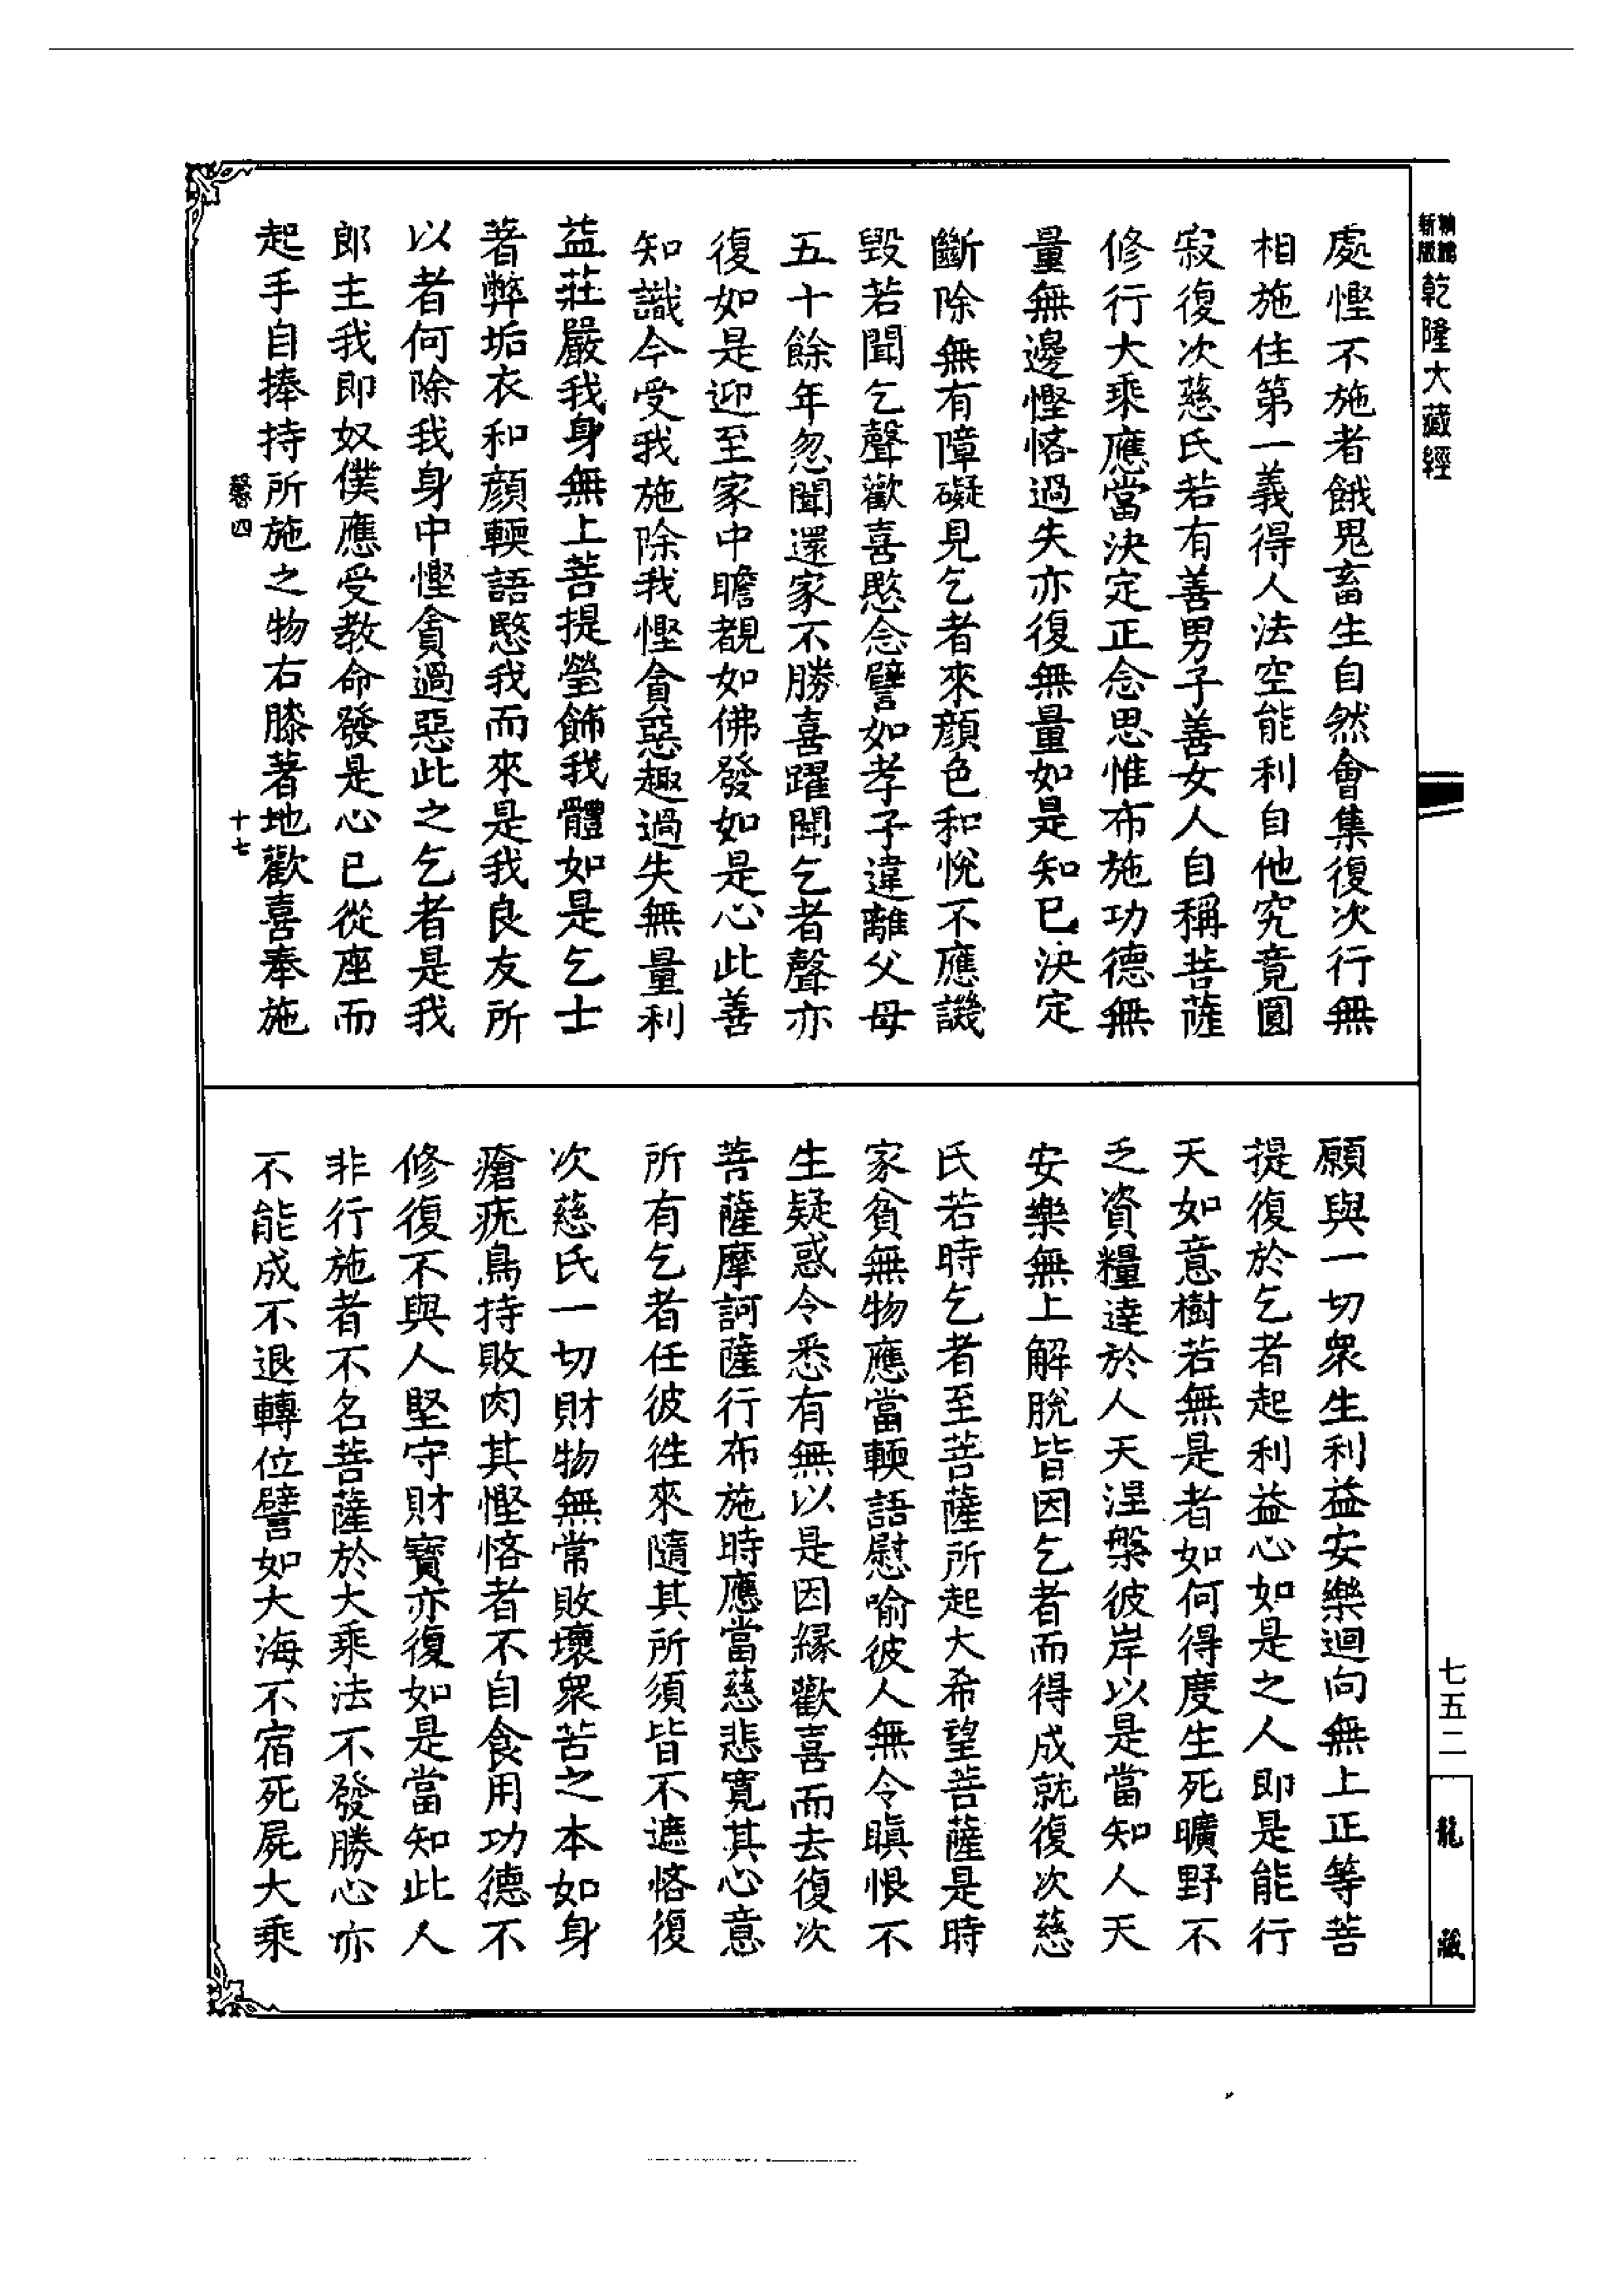 新版
乾隆大藏經
處慳不施者餓鬼畜生自然會集復次行無
相施住第一義得人法空能利自他究竟圓
寂復次慈氏若有善男子善女人自稱菩薩
修行大乘應當決定正念思惟布施功德無
量無邊慳悋過失亦復無量如是知已決定
斷除無有障礙見乞者來顏色和悅不應譏
毀若聞乞聲歡喜愍念譬如孝子違離父母
五十餘年忽聞還家不勝喜躍聞乞者聲亦
復如是迎至家中瞻覩如佛發如是心此善
知識今受我施除我慳貪惡趣過失無量利
益莊嚴我身無上菩提瑩飾我體如是乞士
著弊垢衣和顏輭語愍我而來是我良友所
以者何除我身中慳貪過惡此之乞者是我
郎主我即奴僕應受教命發是心已從座而
起手自捧持所施之物右膝著地歡喜奉施
馨四
十七
願與一切衆生利益安樂迴向無上正等菩
提復於乞者起利益心如是之人即是能行
天如意樹若無是者如何得度生死曠野不
乏資糧達於人天涅槃彼岸以是當知人天
安樂無上解脫皆因乞者而得成就復次慈
氏若時乞者至菩薩所起大希望菩薩是時
家貧無物應當輭語慰喻彼人無令瞋恨不
生疑惑令悉有無以是因緣歡喜而去復次
菩薩摩訶薩行布施時應當慈悲寬其心意
所有乞者任彼徃來隨其所須皆不遮悋復
次慈氏一切財物無常敗壞衆苦之本如身
瘡疣鳥持敗肉其慳悋者不自食用功德不
修復不與人堅守財寶亦復如是當知此人
非行施者不名菩薩於大乘法不發勝心亦
不能成不退轉位譬如大海不宿死屍大乘
七五二
龍藏